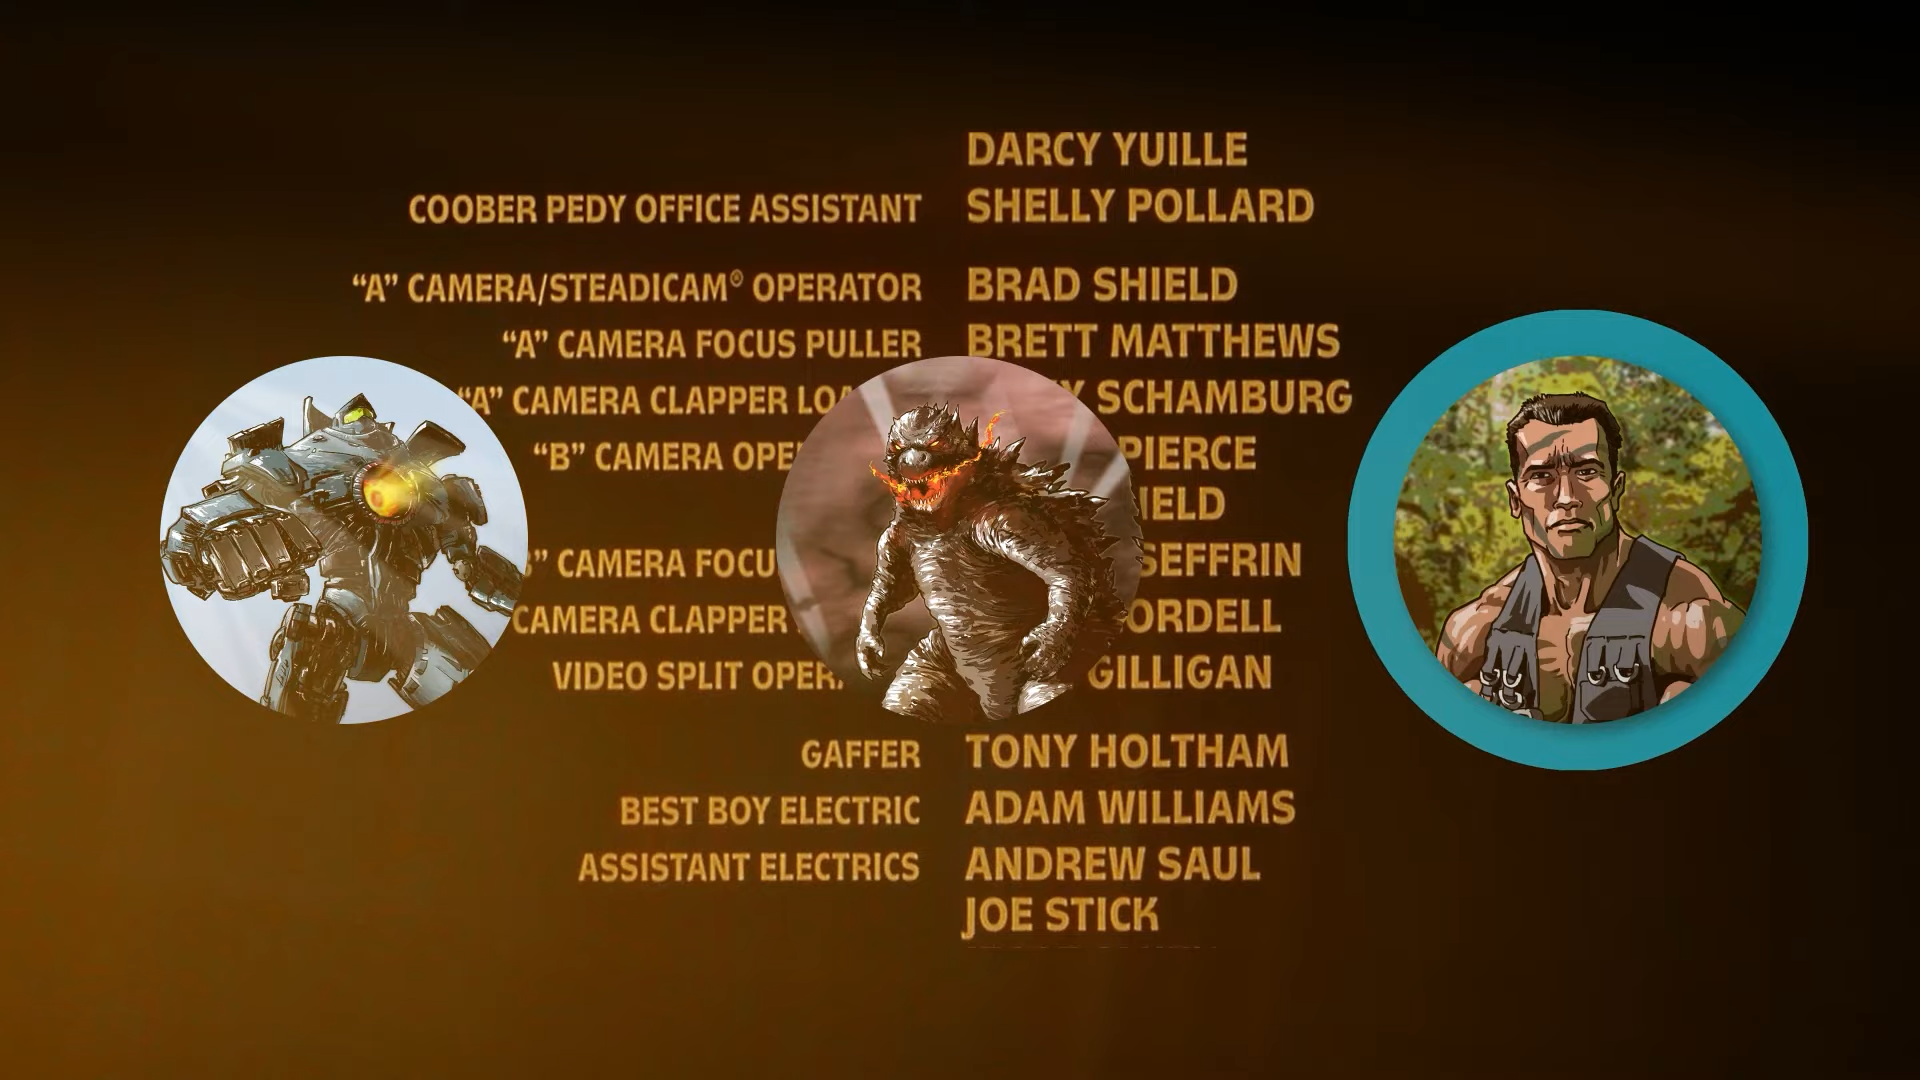 DARCY YUILLE
COOBER PEDY OFFICE ASSISTANT SHELLY POLLARD
“A” CAMERA/STEADICAM® OPERATOR BRAD SHIELD
“A” CAMERA FOCUS PULLER BRETT MATTHEWS
“A” CAMERA CLAPPER SCHAMBURG
“B” CAMERA PIERCE
CAMERA SEFFRIN
CAMERA CLAPPER
VIDEO SPLIT GILLIGAN
GAFFER TONY HOLTHAM
BEST BOY ELECTRIC ADAM WILLIAMS
ASSISTANT ELECTRICS ANDREW SAUL
JOE STICK